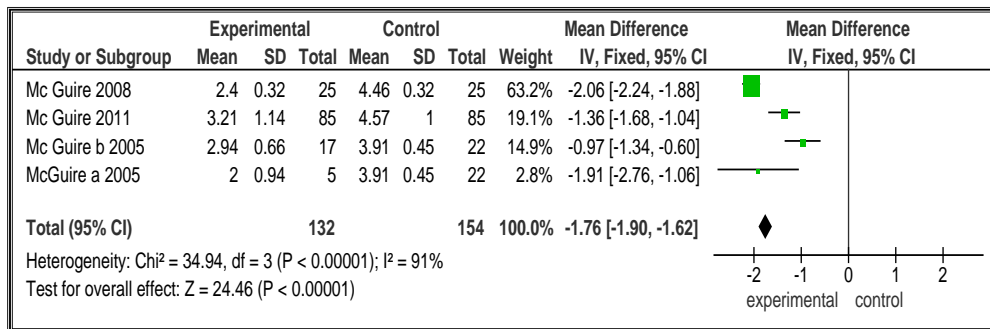 Experimental Control Mean Difference Mean Difference
Study or Subgroup Mean SD Total Mean SD Total Weight IV, Fixed, 95% CI IV, Fixed, 95% CI
Mc Guire 2008 2.4 0.32 25 4.46 0.32 25 63.2% -2.06 [-2.24, -1.88]
Mc Guire 2011 3.21 1.14 85 4.57 1 85 19.1% -1.36 [-1.68, -1.04]
Mc Guire b 2005 2.94 0.66 17 3.91 0.45 22 14.9% -0.97 [-1.34, -0.60]
McGuire a 2005 2 0.94 5 3.91 0.45 22 2.8% -1.91 [-2.76, -1.06]
Total (95% CI) 132 154 100.0% -1.76 [-1.90, -1.62]
Heterogeneity: Chi² = 34.94, df = 3 (P < 0.00001); I² = 91%
Test for overall effect: Z = 24.46 (P < 0.00001)
-2 -1 0 1 2
experimental control